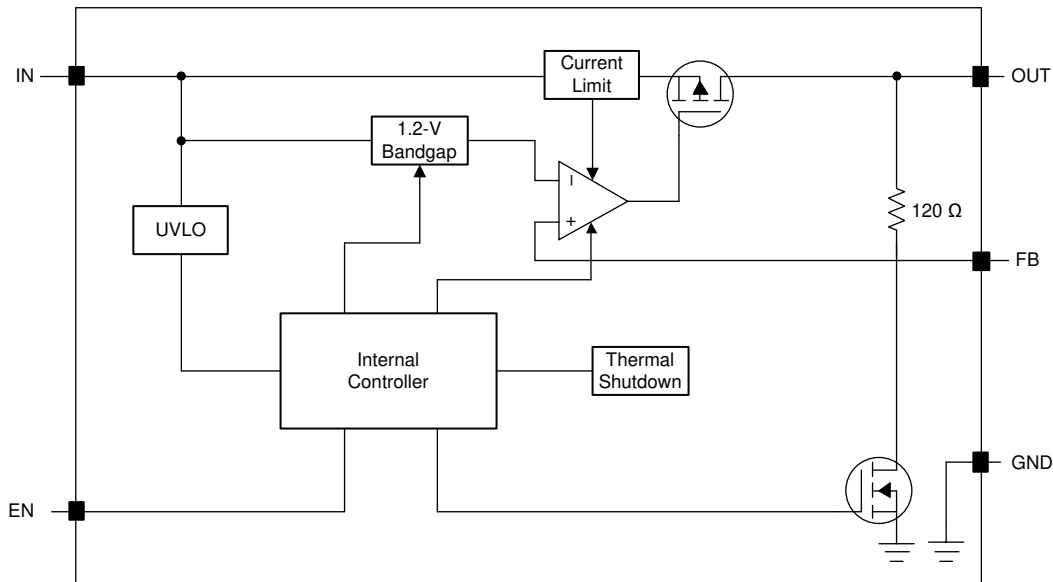 IN
Current
Limit
OUT
1.2-V
Bandgap
–
+
120 Ω
UVLO
FB
Internal
Controller
Thermal
Shutdown
GND
EN